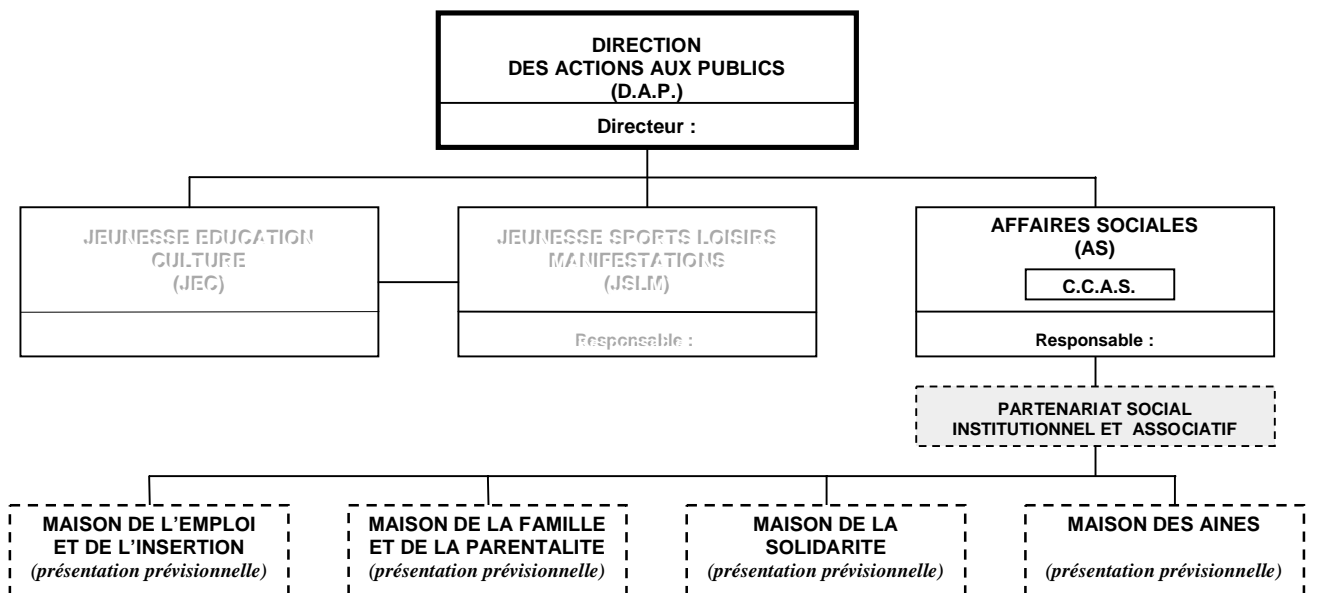 DIRECTION
DES ACTIONS AUX PUBLICS
(D.A.P.)
Directeur :
JEUNESSE EDUCATION
CULTURE
(JEC)
JEUNESSE SPORTS LOISIRS
MANIFESTATIONS
(JSLM)
Responsable :
AFFAIRES SOCIALES
(AS)
C.C.A.S.
Responsable :
PARTENARIAT SOCIAL
INSTITUTIONNEL ET ASSOCIATIF
MAISON DE L’EMPLOI
ET DE L’INSERTION
(présentation prévisionnelle)
MAISON DE LA FAMILLE
ET DE LA PARENTALITE
(présentation prévisionnelle)
MAISON DE LA
SOLIDARITE
(présentation prévisionnelle)
MAISON DES AINES
(présentation prévisionnelle)